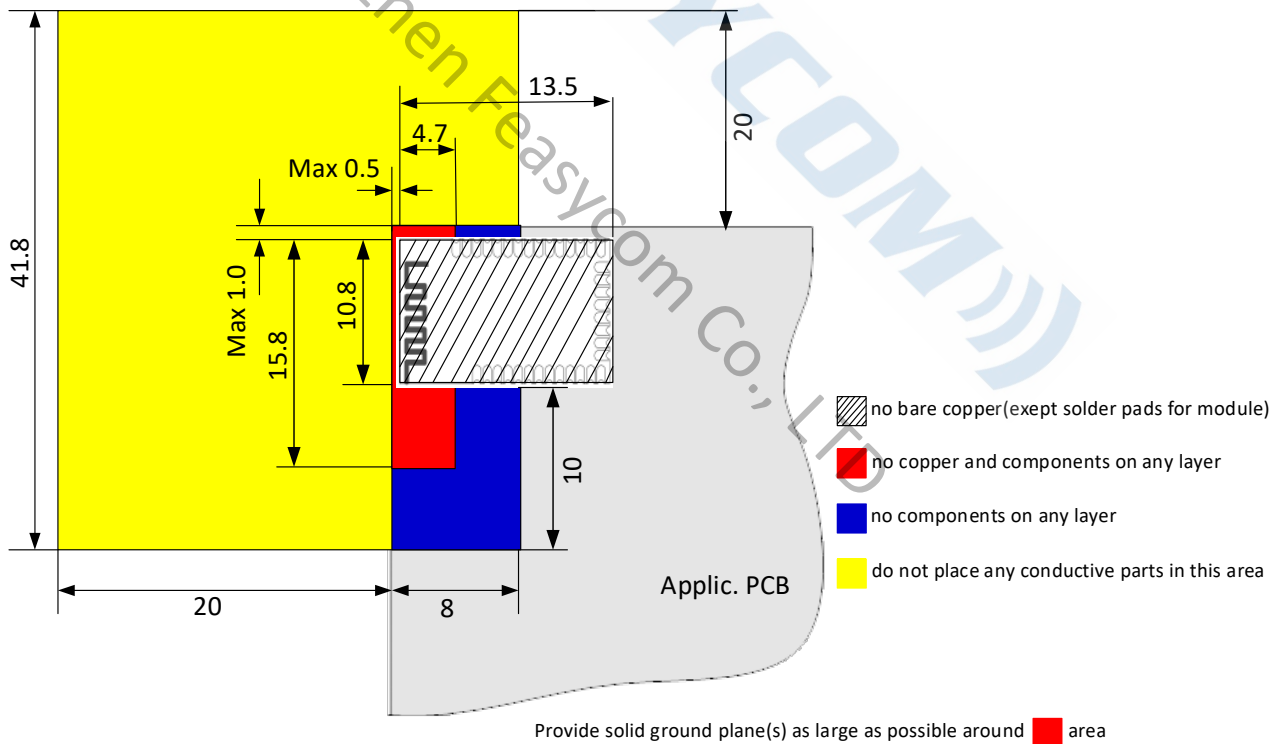 13.5
20
4.7
Max 0.5
41.8
Max 1.0
15.8
10.8
10
20
8
Applic. PCB
no bare copper(exept solder pads for module)
no copper and components on any layer
no components on any layer
do not place any conductive parts in this area
Provide solid ground plane(s) as large as possible around area
hen Feasycom Co., LTD
YCOM